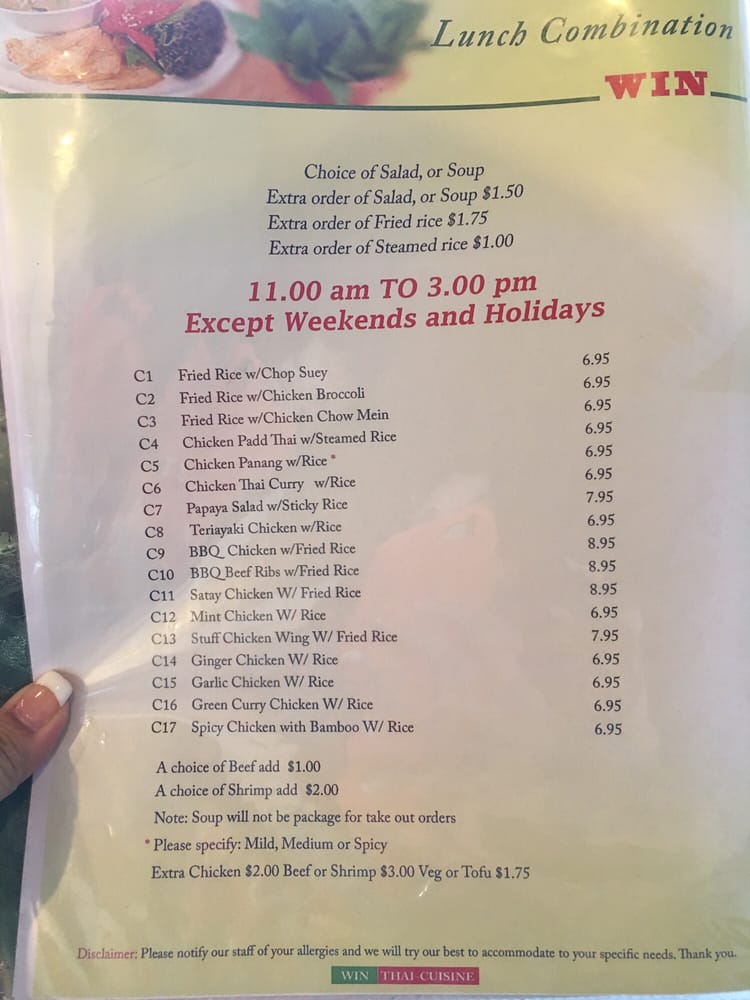 Lunch Combination
WIN
Choice of Salad, or Soup
Extra order of Salad, or Soup $1.50
Extra order of Fried rice $1.75
Extra order of Steamed rice $1.00
11.00 am TO 3.00 pm
Except Weekends and Holidays
C1 Fried Rice w/Chop Suey 6.95
C2 Fried Rice w/Chicken Broccoli 6.95
C3 Fried Rice w/Chicken Chow Mein 6.95
C4 Chicken Padd Thai w/Steamed Rice 6.95
C5 Chicken Panang w/Rice * 6.95
C6 Chicken Thai Curry w/Rice 6.95
C7 Papaya Salad w/Sticky Rice 7.95
C8 Teriayaki Chicken w/Rice 6.95
C9 BBQ Chicken w/Fried Rice 8.95
C10 BBQ Beef Ribs w/Fried Rice 8.95
C11 Satay Chicken W/ Fried Rice 8.95
C12 Mint Chicken W/ Rice 6.95
C13 Stuff Chicken Wing W/ Fried Rice 7.95
C14 Ginger Chicken W/ Rice 6.95
C15 Garlic Chicken W/ Rice 6.95
C16 Green Curry Chicken W/ Rice 6.95
C17 Spicy Chicken with Bamboo W/ Rice 6.95
A choice of Beef add $1.00
A choice of Shrimp add $2.00
Note: Soup will not be package for take out orders
* Please specify: Mild, Medium or Spicy
Extra Chicken $2.00 Beef or Shrimp $3.00 Veg or Tofu $1.75
Disclaimer: Please notify our staff of your allergies and we will try our best to accommodate to your specific needs. Thank you.
WIN THAI CUISINE